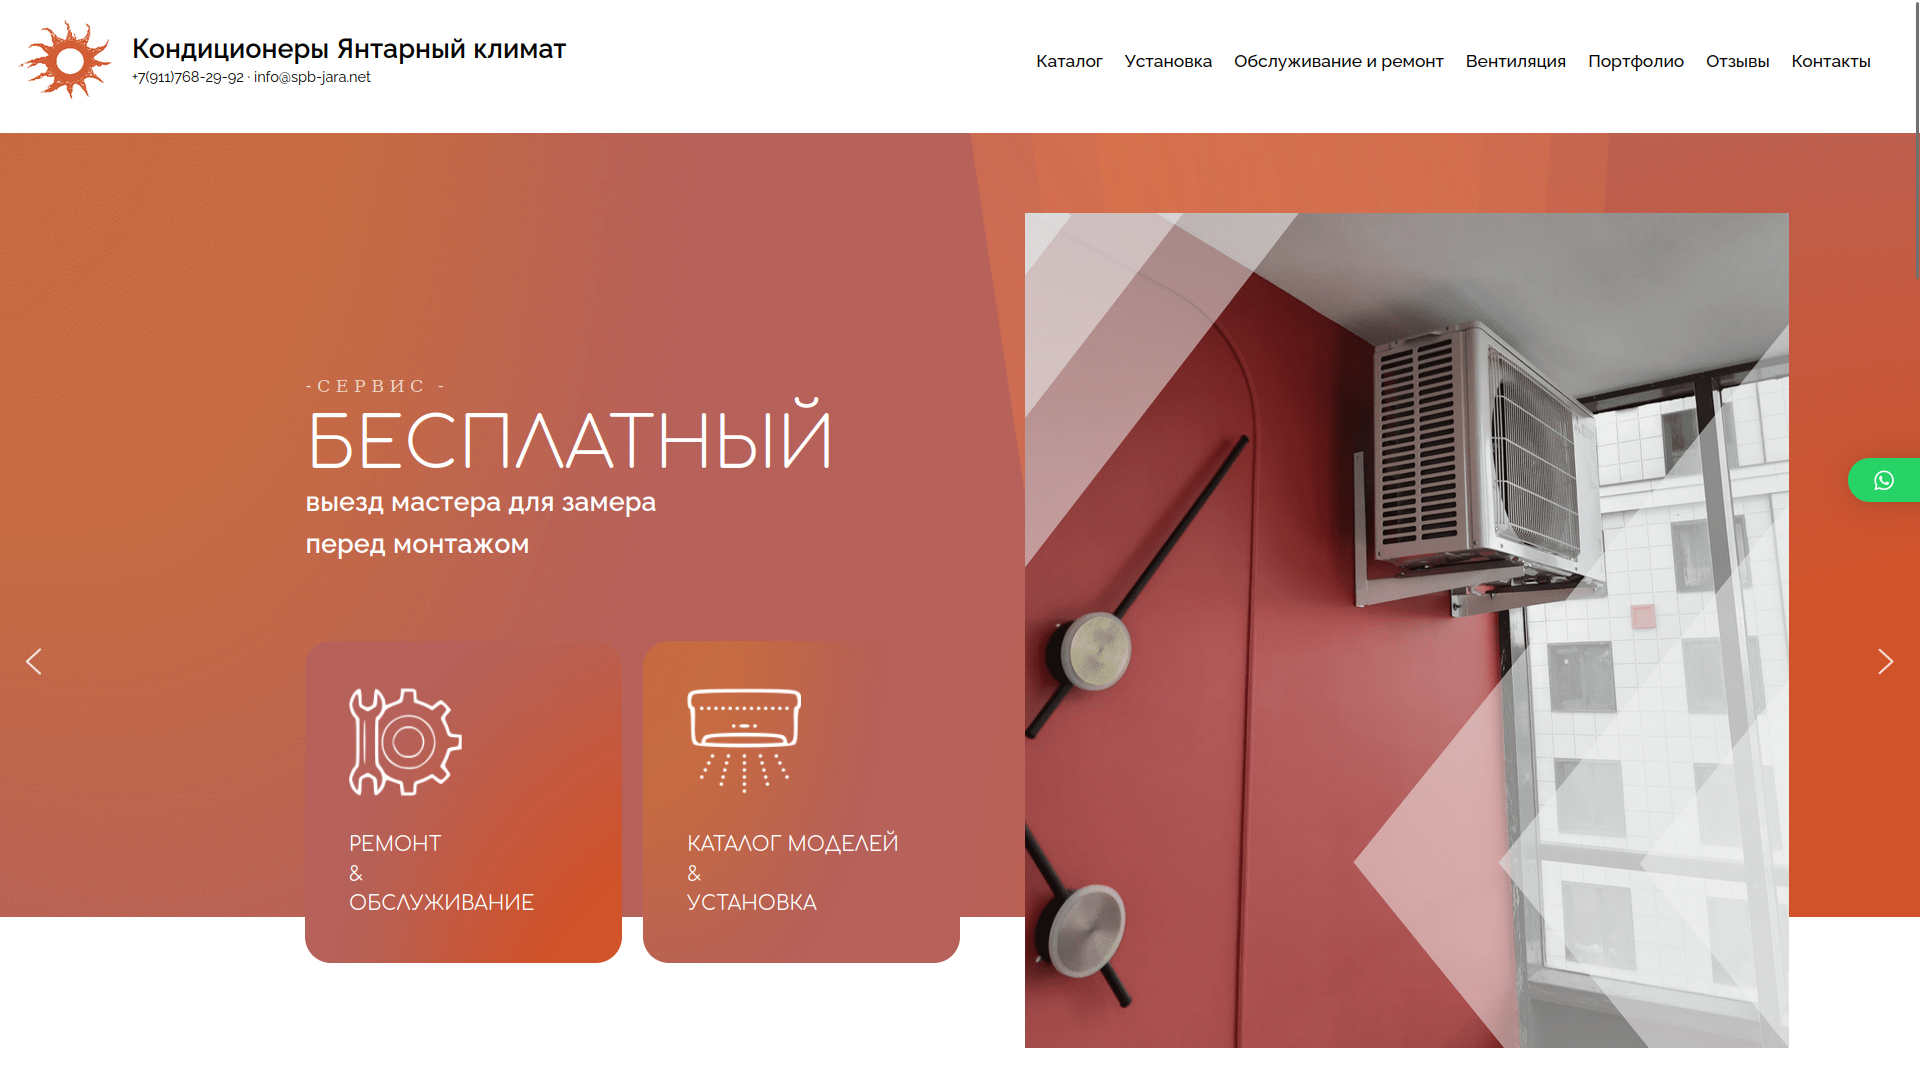 Кондиционеры Янтарный климат
+7(911)768-29-92 · info@spb-jara.net
Каталог
Установка
Обслуживание и ремонт
Вентиляция
Портфолио
Отзывы
Контакты
-СЕРВИС -
БЕСПЛАТНЫЙ
выезд мастера для замера
перед монтажом
РЕМОНТ
&
ОБСЛУЖИВАНИЕ
КАТАЛОГ МОДЕЛЕЙ
&
УСТАНОВКА